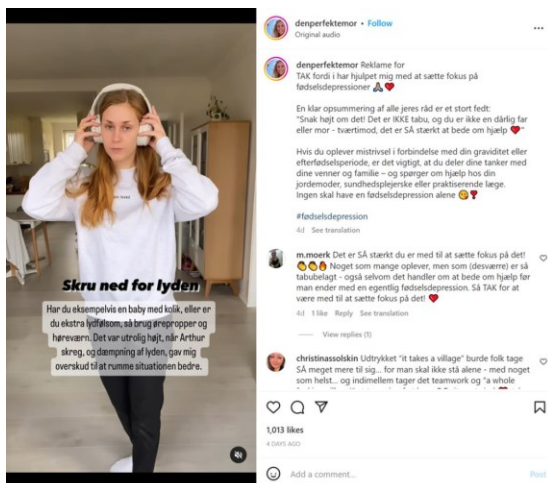 Skru ned for lyden
Har du eksempelvis en baby med kolik, eller er
du ekstra lydfølsom, så brug ørepropper og
høreværn. Det var utrolig højt, når Arthur
skreg, og dæmpning af lyden, gav mig
overskud til at rumme situationen bedre.
denperfektemor • Follow
Original audio
denperfektemor Reklame for
TAK fordi i har hjulpet mig med at sætte fokus på
fødselsdepressioner 🙏🏼❤️
En klar opsummering af alle jeres råd er et stort fedt:
"Snak højt om det! Det er IKKE tabu, og du er ikke en dårlig far
eller mor - tværtimod, det er SÅ stærkt at bede om hjælp ❤️"
Hvis du oplever mistrivsel i forbindelse med din graviditet eller
efterfødselsperiode, er det vigtigt, at du deler dine tanker med
dine venner og familie – og spørger om hjælp hos din
jordemoder, sundhedsplejerske eller praktiserende læge.
Ingen skal have en fødselsdepression alene
#fødselsdepression
4d See translation
m.moerk Det er SÅ stærkt du er med til at sætte fokus på det!
👏👏🔥 Noget som mange oplever, men som (desværre) er så
tabubelagt - også selvom det handler om at bede om hjælp før
man ender med en egentlig fødselsdepression. Så TAK for at
være med til at sætte fokus på det! ❤️
4d 1 like Reply See translation
View replies (1)
christinassolskin Udtrykket "it takes a village" burde folk tage
SÅ meget mere til sig... for man skal ikke stå alene - med noget
som helst... og indimellem tager det teamwork og "a whole
1,013 likes
4 DAYS AGO
Add a comment...
Post